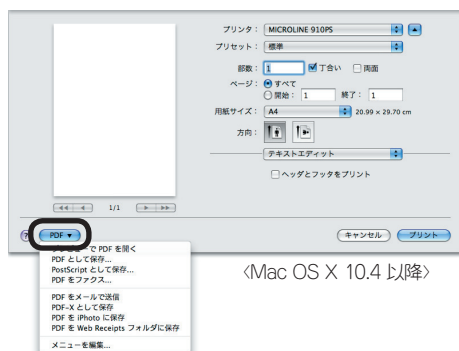 プリンタ： MICROLINE 910PS
プリセット： 標準
部数： 1 丁合い 両面
ページ： すべて
開始： 1 終了： 1
用紙サイズ： A4 20.99 × 29.70 cm
方向：
テキストエディット
ヘッダとフッタをプリント
1/1
? PDF ▼ キャンセル プリント
プレビューで PDF を開く
PDF として保存...
PostScript として保存...
PDF をファクス...
PDF をメールで送信
PDF-X として保存
PDF を iPhoto に保存
PDF を Web Receipts フォルダに保存
メニューを編集...
〈Mac OS X 10.4 以降〉